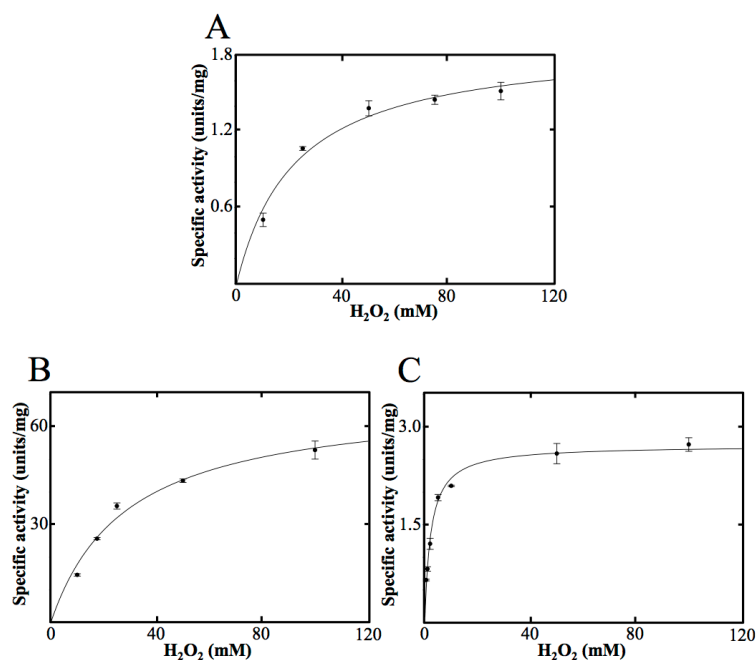 A
Specific activity (units/mg)
1.8
1.2
0.6
0 40 80 120
H₂O₂ (mM)
B
Specific activity (units/mg)
60
30
0 40 80 120
H₂O₂ (mM)
C
Specific activity (units/mg)
3.0
1.5
0 40 80 120
H₂O₂ (mM)